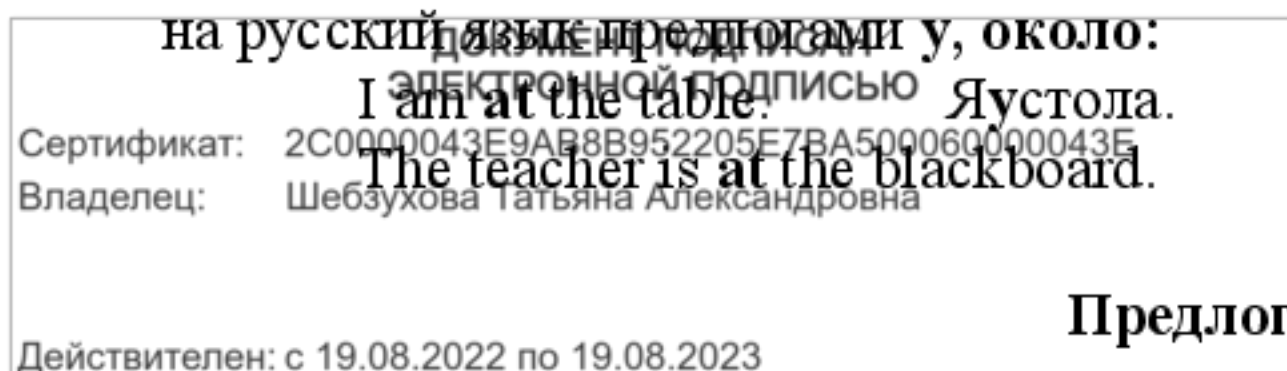 на русский язык предлогами у, около:
ДОКУМЕНТ ПОДПИСАН
ЭЛЕКТРОННОЙ ПОДПИСЬЮ
I am at the table. Яустола.
Сертификат: 2C0000043E9AB8B952205E7BA500060000043E
The teacher is at the blackboard.
Владелец: Шебзухова Татьяна Александровна
Предлог
Действителен: с 19.08.2022 по 19.08.2023